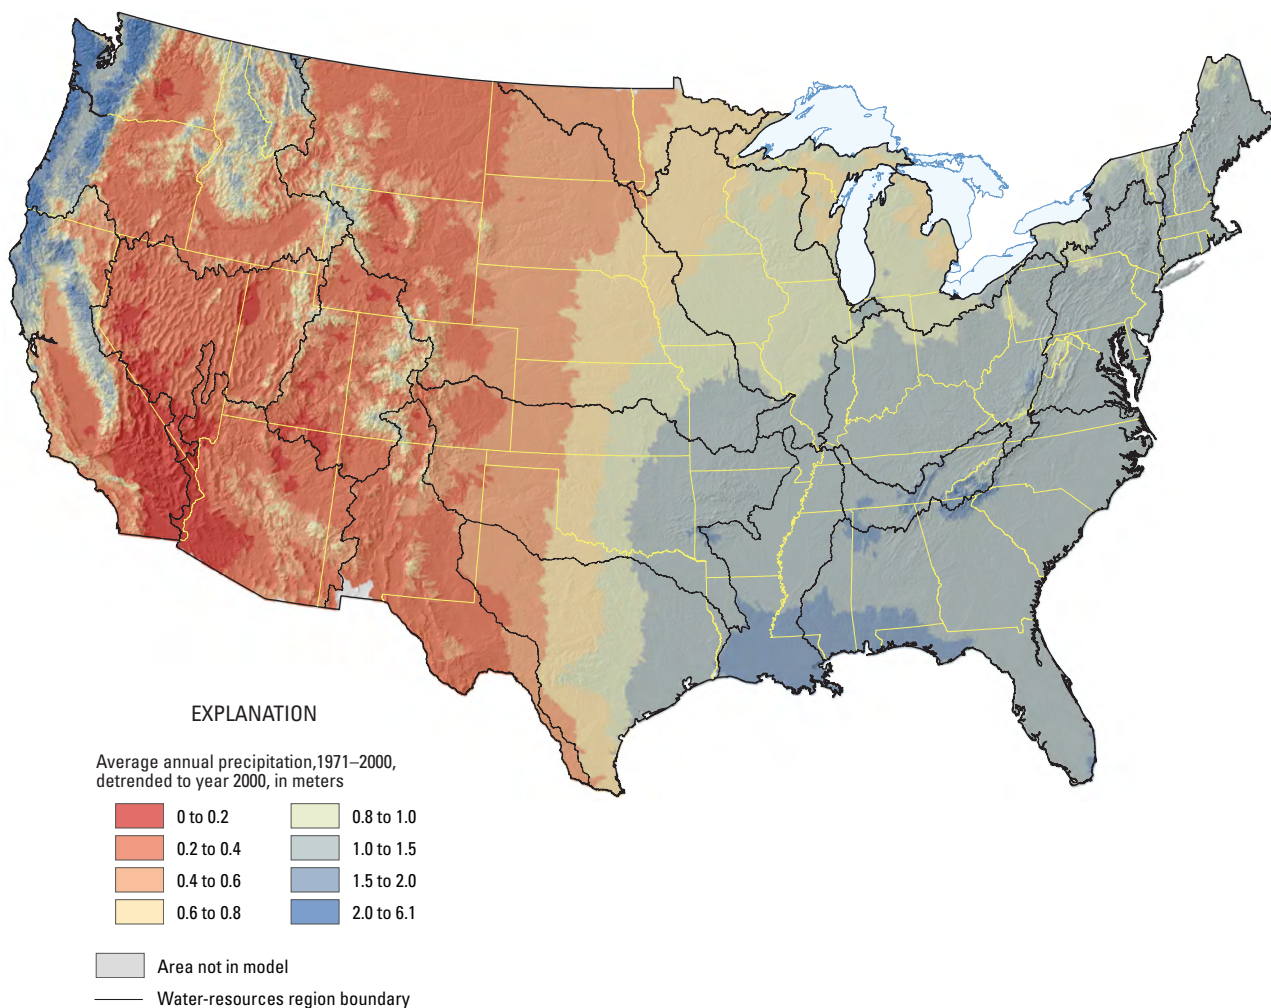 EXPLANATION
Average annual precipitation,1971–2000,
detrended to year 2000, in meters
0 to 0.2
0.2 to 0.4
0.4 to 0.6
0.6 to 0.8
0.8 to 1.0
1.0 to 1.5
1.5 to 2.0
2.0 to 6.1
Area not in model
Water-resources region boundary